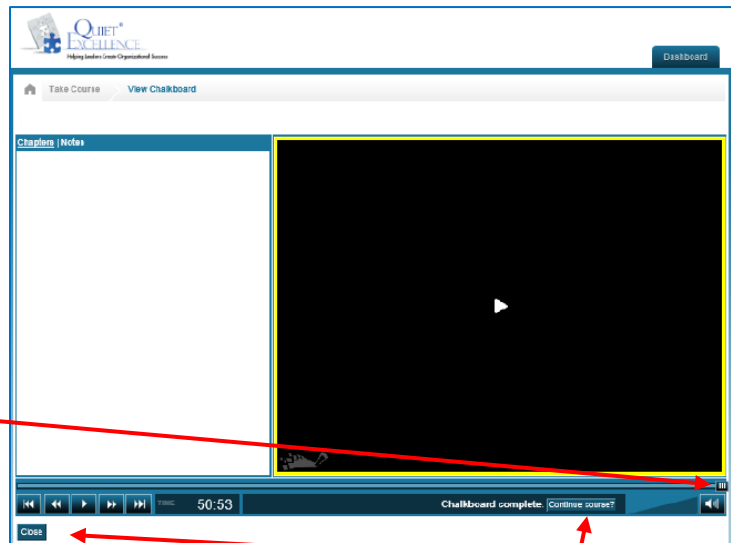 QUIET®
EXCELLENCE
Helping Leaders Create Organizational Success
Dashboard
Take Course
View Chalkboard
Chapters | Notes
TIME
50:53
Chalkboard complete. Continue course?
Close